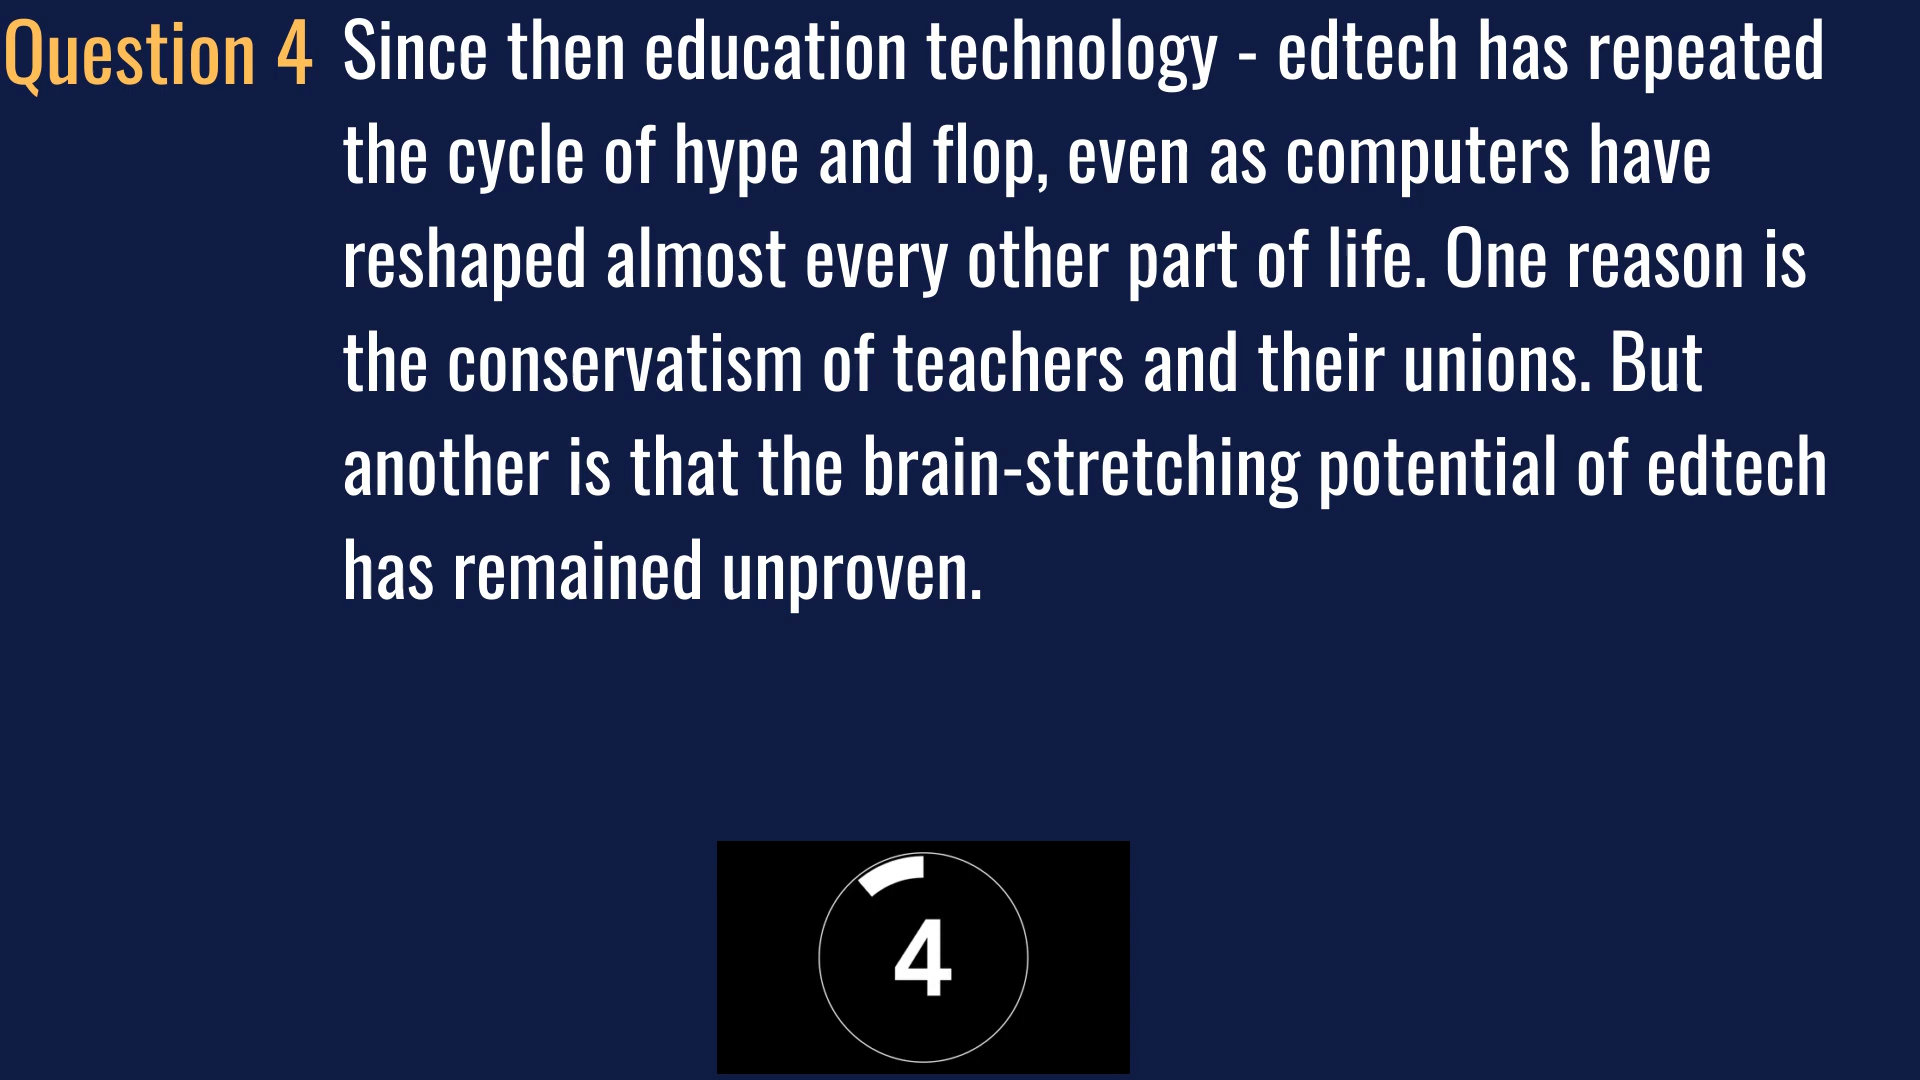 Question 4
Since then education technology - edtech has repeated
the cycle of hype and flop, even as computers have
reshaped almost every other part of life. One reason is
the conservatism of teachers and their unions. But
another is that the brain-stretching potential of edtech
has remained unproven.
4